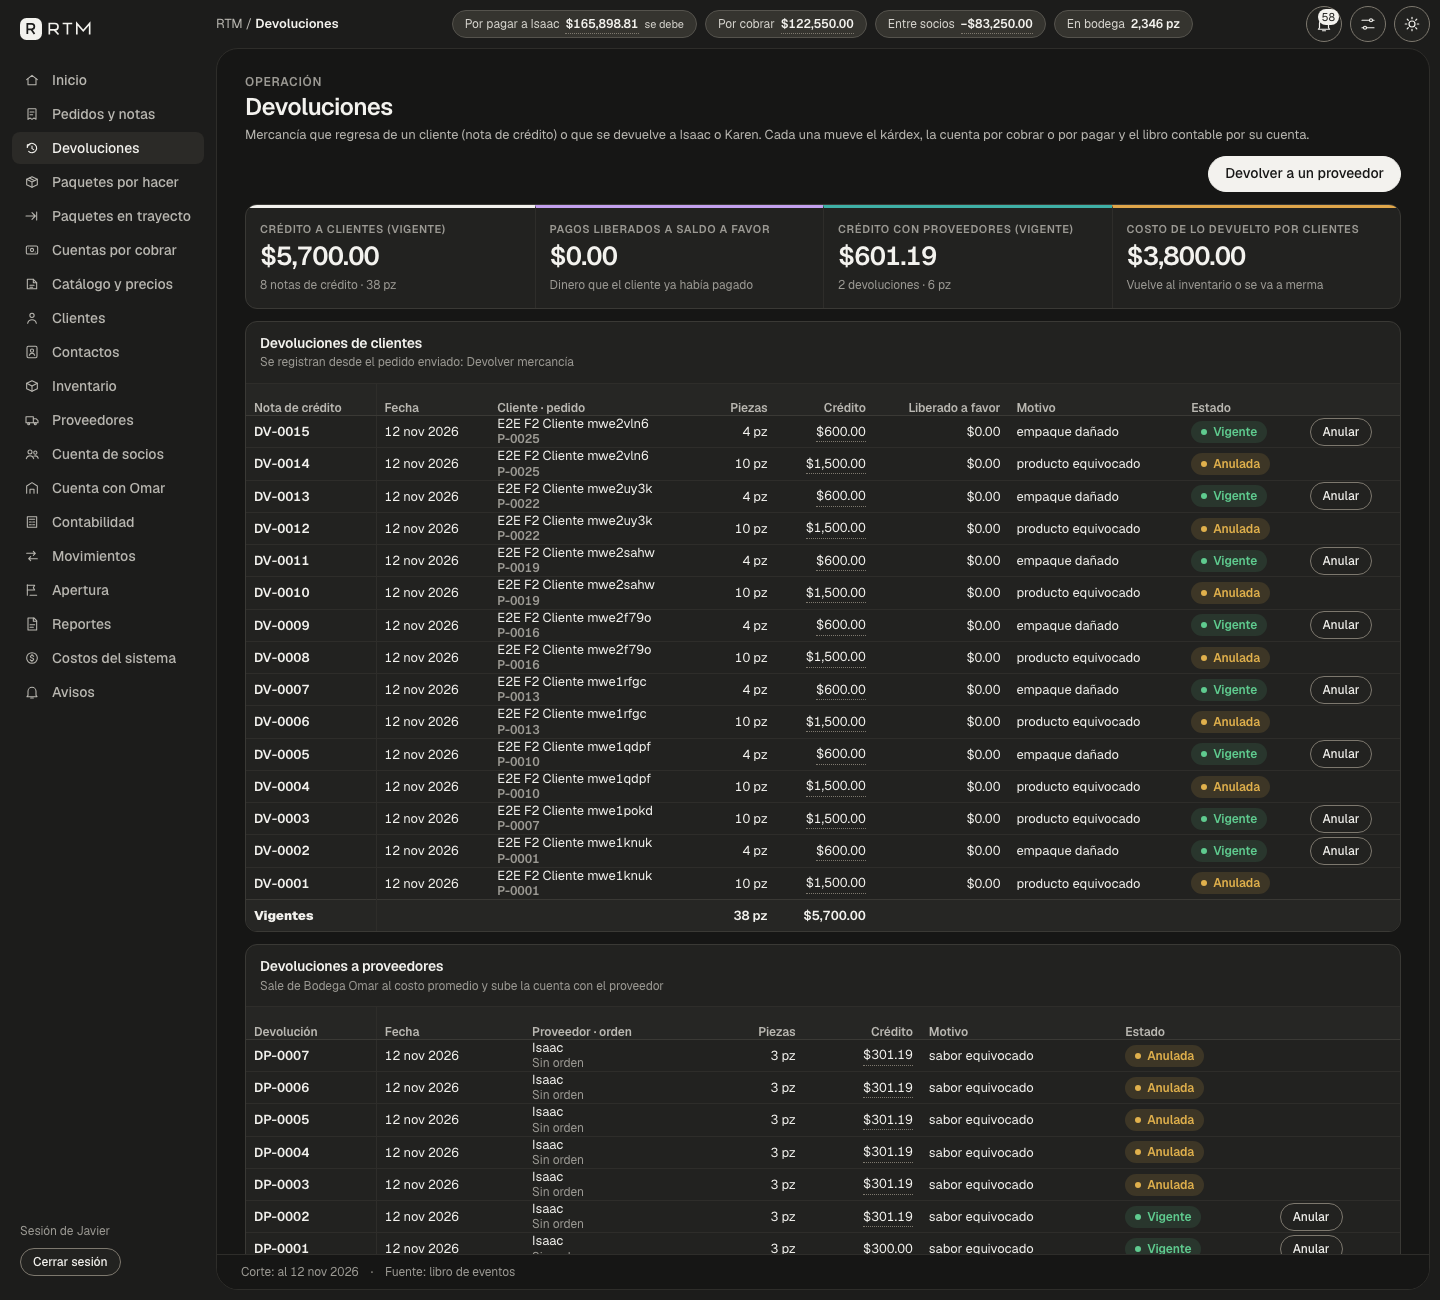 R RTM
RTM / Devoluciones
Por pagar a Isaac $165,898.81 se debe
Por cobrar $122,550.00
Entre socios −$83,250.00
En bodega 2,346 pz
58
Inicio
Pedidos y notas
Devoluciones
Paquetes por hacer
Paquetes en trayecto
Cuentas por cobrar
Catálogo y precios
Clientes
Contactos
Inventario
Proveedores
Cuenta de socios
Cuenta con Omar
Contabilidad
Movimientos
Apertura
Reportes
Costos del sistema
Avisos
Sesión de Javier
Cerrar sesión
OPERACIÓN
Devoluciones
Mercancía que regresa de un cliente (nota de crédito) o que se devuelve a Isaac o Karen. Cada una mueve el kárdex, la cuenta por cobrar o por pagar y el libro contable por su cuenta.
Devolver a un proveedor
CRÉDITO A CLIENTES (VIGENTE)
$5,700.00
8 notas de crédito · 38 pz
PAGOS LIBERADOS A SALDO A FAVOR
$0.00
Dinero que el cliente ya había pagado
CRÉDITO CON PROVEEDORES (VIGENTE)
$601.19
2 devoluciones · 6 pz
COSTO DE LO DEVUELTO POR CLIENTES
$3,800.00
Vuelve al inventario o se va a merma
Devoluciones de clientes
Se registran desde el pedido enviado: Devolver mercancía
Nota de crédito Fecha Cliente · pedido Piezas Crédito Liberado a favor Motivo Estado
DV-0015 12 nov 2026 E2E F2 Cliente mwe2vln6 4 pz $600.00 $0.00 empaque dañado Vigente Anular
P-0025
DV-0014 12 nov 2026 E2E F2 Cliente mwe2vln6 10 pz $1,500.00 $0.00 producto equivocado Anulada
P-0025
DV-0013 12 nov 2026 E2E F2 Cliente mwe2uy3k 4 pz $600.00 $0.00 empaque dañado Vigente Anular
P-0022
DV-0012 12 nov 2026 E2E F2 Cliente mwe2uy3k 10 pz $1,500.00 $0.00 producto equivocado Anulada
P-0022
DV-0011 12 nov 2026 E2E F2 Cliente mwe2sahw 4 pz $600.00 $0.00 empaque dañado Vigente Anular
P-0019
DV-0010 12 nov 2026 E2E F2 Cliente mwe2sahw 10 pz $1,500.00 $0.00 producto equivocado Anulada
P-0019
DV-0009 12 nov 2026 E2E F2 Cliente mwe2f79o 4 pz $600.00 $0.00 empaque dañado Vigente Anular
P-0016
DV-0008 12 nov 2026 E2E F2 Cliente mwe2f79o 10 pz $1,500.00 $0.00 producto equivocado Anulada
P-0016
DV-0007 12 nov 2026 E2E F2 Cliente mwe1rfgc 4 pz $600.00 $0.00 empaque dañado Vigente Anular
P-0013
DV-0006 12 nov 2026 E2E F2 Cliente mwe1rfgc 10 pz $1,500.00 $0.00 producto equivocado Anulada
P-0013
DV-0005 12 nov 2026 E2E F2 Cliente mwe1qdpf 4 pz $600.00 $0.00 empaque dañado Vigente Anular
P-0010
DV-0004 12 nov 2026 E2E F2 Cliente mwe1qdpf 10 pz $1,500.00 $0.00 producto equivocado Anulada
P-0010
DV-0003 12 nov 2026 E2E F2 Cliente mwe1pokd 10 pz $1,500.00 $0.00 producto equivocado Vigente Anular
P-0007
DV-0002 12 nov 2026 E2E F2 Cliente mwe1knuk 4 pz $600.00 $0.00 empaque dañado Vigente Anular
P-0001
DV-0001 12 nov 2026 E2E F2 Cliente mwe1knuk 10 pz $1,500.00 $0.00 producto equivocado Anulada
P-0001
Vigentes 38 pz $5,700.00
Devoluciones a proveedores
Sale de Bodega Omar al costo promedio y sube la cuenta con el proveedor
Devolución Fecha Proveedor · orden Piezas Crédito Motivo Estado
DP-0007 12 nov 2026 Isaac 3 pz $301.19 sabor equivocado Anulada
Sin orden
DP-0006 12 nov 2026 Isaac 3 pz $301.19 sabor equivocado Anulada
Sin orden
DP-0005 12 nov 2026 Isaac 3 pz $301.19 sabor equivocado Anulada
Sin orden
DP-0004 12 nov 2026 Isaac 3 pz $301.19 sabor equivocado Anulada
Sin orden
DP-0003 12 nov 2026 Isaac 3 pz $301.19 sabor equivocado Anulada
Sin orden
DP-0002 12 nov 2026 Isaac 3 pz $301.19 sabor equivocado Vigente Anular
Sin orden
DP-0001 12 nov 2026 Isaac 3 pz $300.00 sabor equivocado Vigente Anular
Corte: al 12 nov 2026 · Fuente: libro de eventos